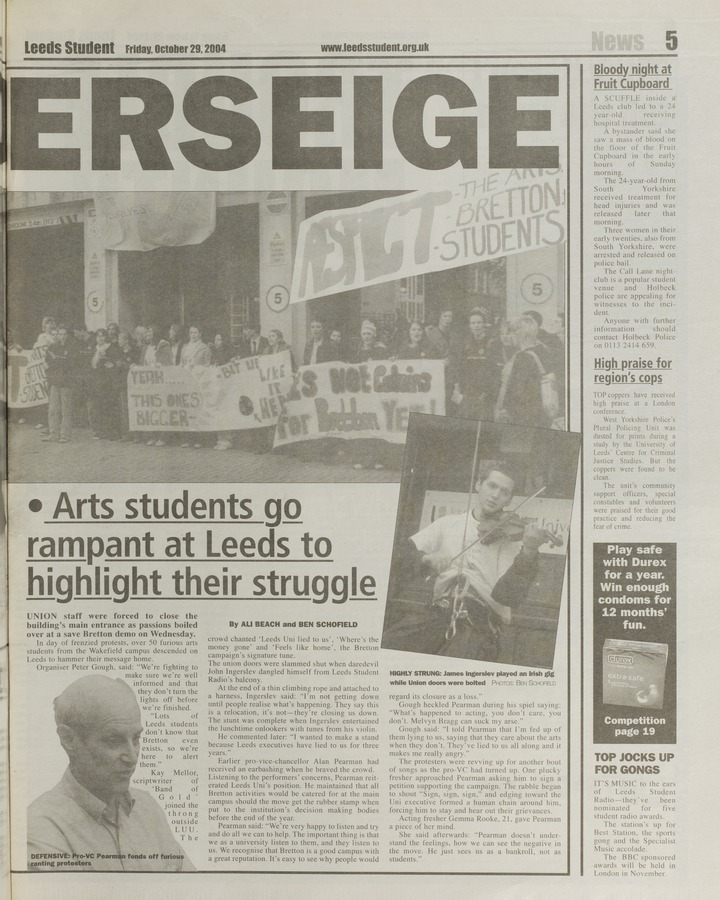 Leeds Student Friday, October 29, 2004
www.leedsstudent.org.uk
News 5
ERSEIGE
RESIST
-THE ARTS
-BRETTON
-STUDENTS
5
5
5
YEAH.....
THIS ONES
BIGGER-
-BUT WE
LIKE
IT
for Bretton
• Arts students go
rampant at Leeds to
highlight their struggle
HIGHLY STRUNG: James Ingerslev played an Irish gig
while Union doors were bolted PHOTOS: BEN SCHOFIELD
By ALI BEACH and BEN SCHOFIELD
UNION staff were forced to close the
building's main entrance as passions boiled
over at a save Bretton demo on Wednesday.
In day of frenzied protests, over 50 furious arts
students from the Wakefield campus descended on
Leeds to hammer their message home.
Organiser Peter Gough, said: "We're fighting to
make sure we're well
informed and that
they don't turn the
lights off before
we're finished.
"Lots of
Leeds students
don't know that
Bretton even
exists, so we're
here to alert
them."
Kay Mellor,
scriptwriter of
'Band of
Gold'
joined the
throng
outside
LUU.
The
DEFENSIVE: Pro-VC Pearman fends off furious
ranting protesters
crowd chanted 'Leeds Uni lied to us', 'Where's the
money gone' and 'Feels like home', the Bretton
campaign's signature tune.
The union doors were slammed shut when daredevil
John Ingerslev dangled himself from Leeds Student
Radio's balcony.
At the end of a thin climbing rope and attached to
a harness, Ingerslev said: "I'm not getting down
until people realise what's happening. They say this
is a relocation, it's not—they're closing us down.
The stunt was complete when Ingerslev entertained
the lunchtime onlookers with tunes from his violin.
He commented later: "I wanted to make a stand
because Leeds executives have lied to us for three
years."
Earlier pro-vice-chancellor Alan Pearman had
received an earbashing when he braved the crowd.
Listening to the performers' concerns, Pearman reit-
erated Leeds Uni's position. He maintained that all
Bretton activities would be catered for at the main
campus should the move get the rubber stamp when
put to the institution's decision making bodies
before the end of the year.
Pearman said: "We're very happy to listen and try
and do all we can to help. The important thing is that
we as a university listen to them, and they listen to
us. We recognise that Bretton is a good campus with
a great reputation. It's easy to see why people would
regard its closure as a loss."
Gough heckled Pearman during his spiel saying:
"What's happened to acting, you don't care, you
don't. Melvyn Bragg can suck my arse."
Gough said: "I told Pearman that I'm fed up of
them lying to us, saying that they care about the arts
when they don't. They've lied to us all along and it
makes me really angry."
The protesters were revving up for another bout
of songs as the pro-VC had turned up. One plucky
fresher approached Pearman asking him to sign a
petition supporting the campaign. The rabble began
to shout "Sign, sign, sign," and edging inward the
Uni executive formed a human chain around him,
forcing him to stay and hear out their grievances.
Acting fresher Gemma Rooke, 21, gave Pearman
a piece of her mind.
She said afterwards: "Pearman doesn't under-
stand the feelings, how we can see the negative in
the move. He just sees us as a bankroll, not as
students."
Bloody night at
Fruit Cupboard
A SCUFFLE inside a
Leeds club led to a 24
year-old receiving
hospital treatment.
A bystander said she
saw a mass of blood on
the floor of the Fruit
Cupboard in the early
hours of Sunday
morning.
The 24-year-old from
South Yorkshire
received treatment for
head injuries and was
released later that
morning.
Three women in their
early twenties, also from
South Yorkshire, were
arrested and released on
police bail.
The Call Lane night-
club is a popular student
venue and Holbeck
police are appealing for
witnesses to the inci-
dent.
Anyone with further
information should
contact Holbeck Police
on 0113 2414 659.
High praise for
region's cops
TOP coppers have received
high praise at a London
conference.
West Yorkshire Police's
Plural Policing Unit was
dusted for prints during a
study by the University of
Leeds' Centre for Criminal
Justice Studies. But the
coppers were found to be
clean.
The unit's community
support officers, special
constables and volunteers
were praised for their good
practice and reducing the
fear of crime.
Play safe
with Durex
for a year.
Win enough
condoms for
12 months'
fun.
durex
extra safe
Competition
page 19
TOP JOCKS UP
FOR GONGS
IT'S MUSIC to the ears
of Leeds Student
Radio—they've been
nominated for five
student radio awards.
The station's up for
Best Station, the sports
gong and the Specialist
Music accolade.
The BBC sponsored
awards will be held in
London in November.